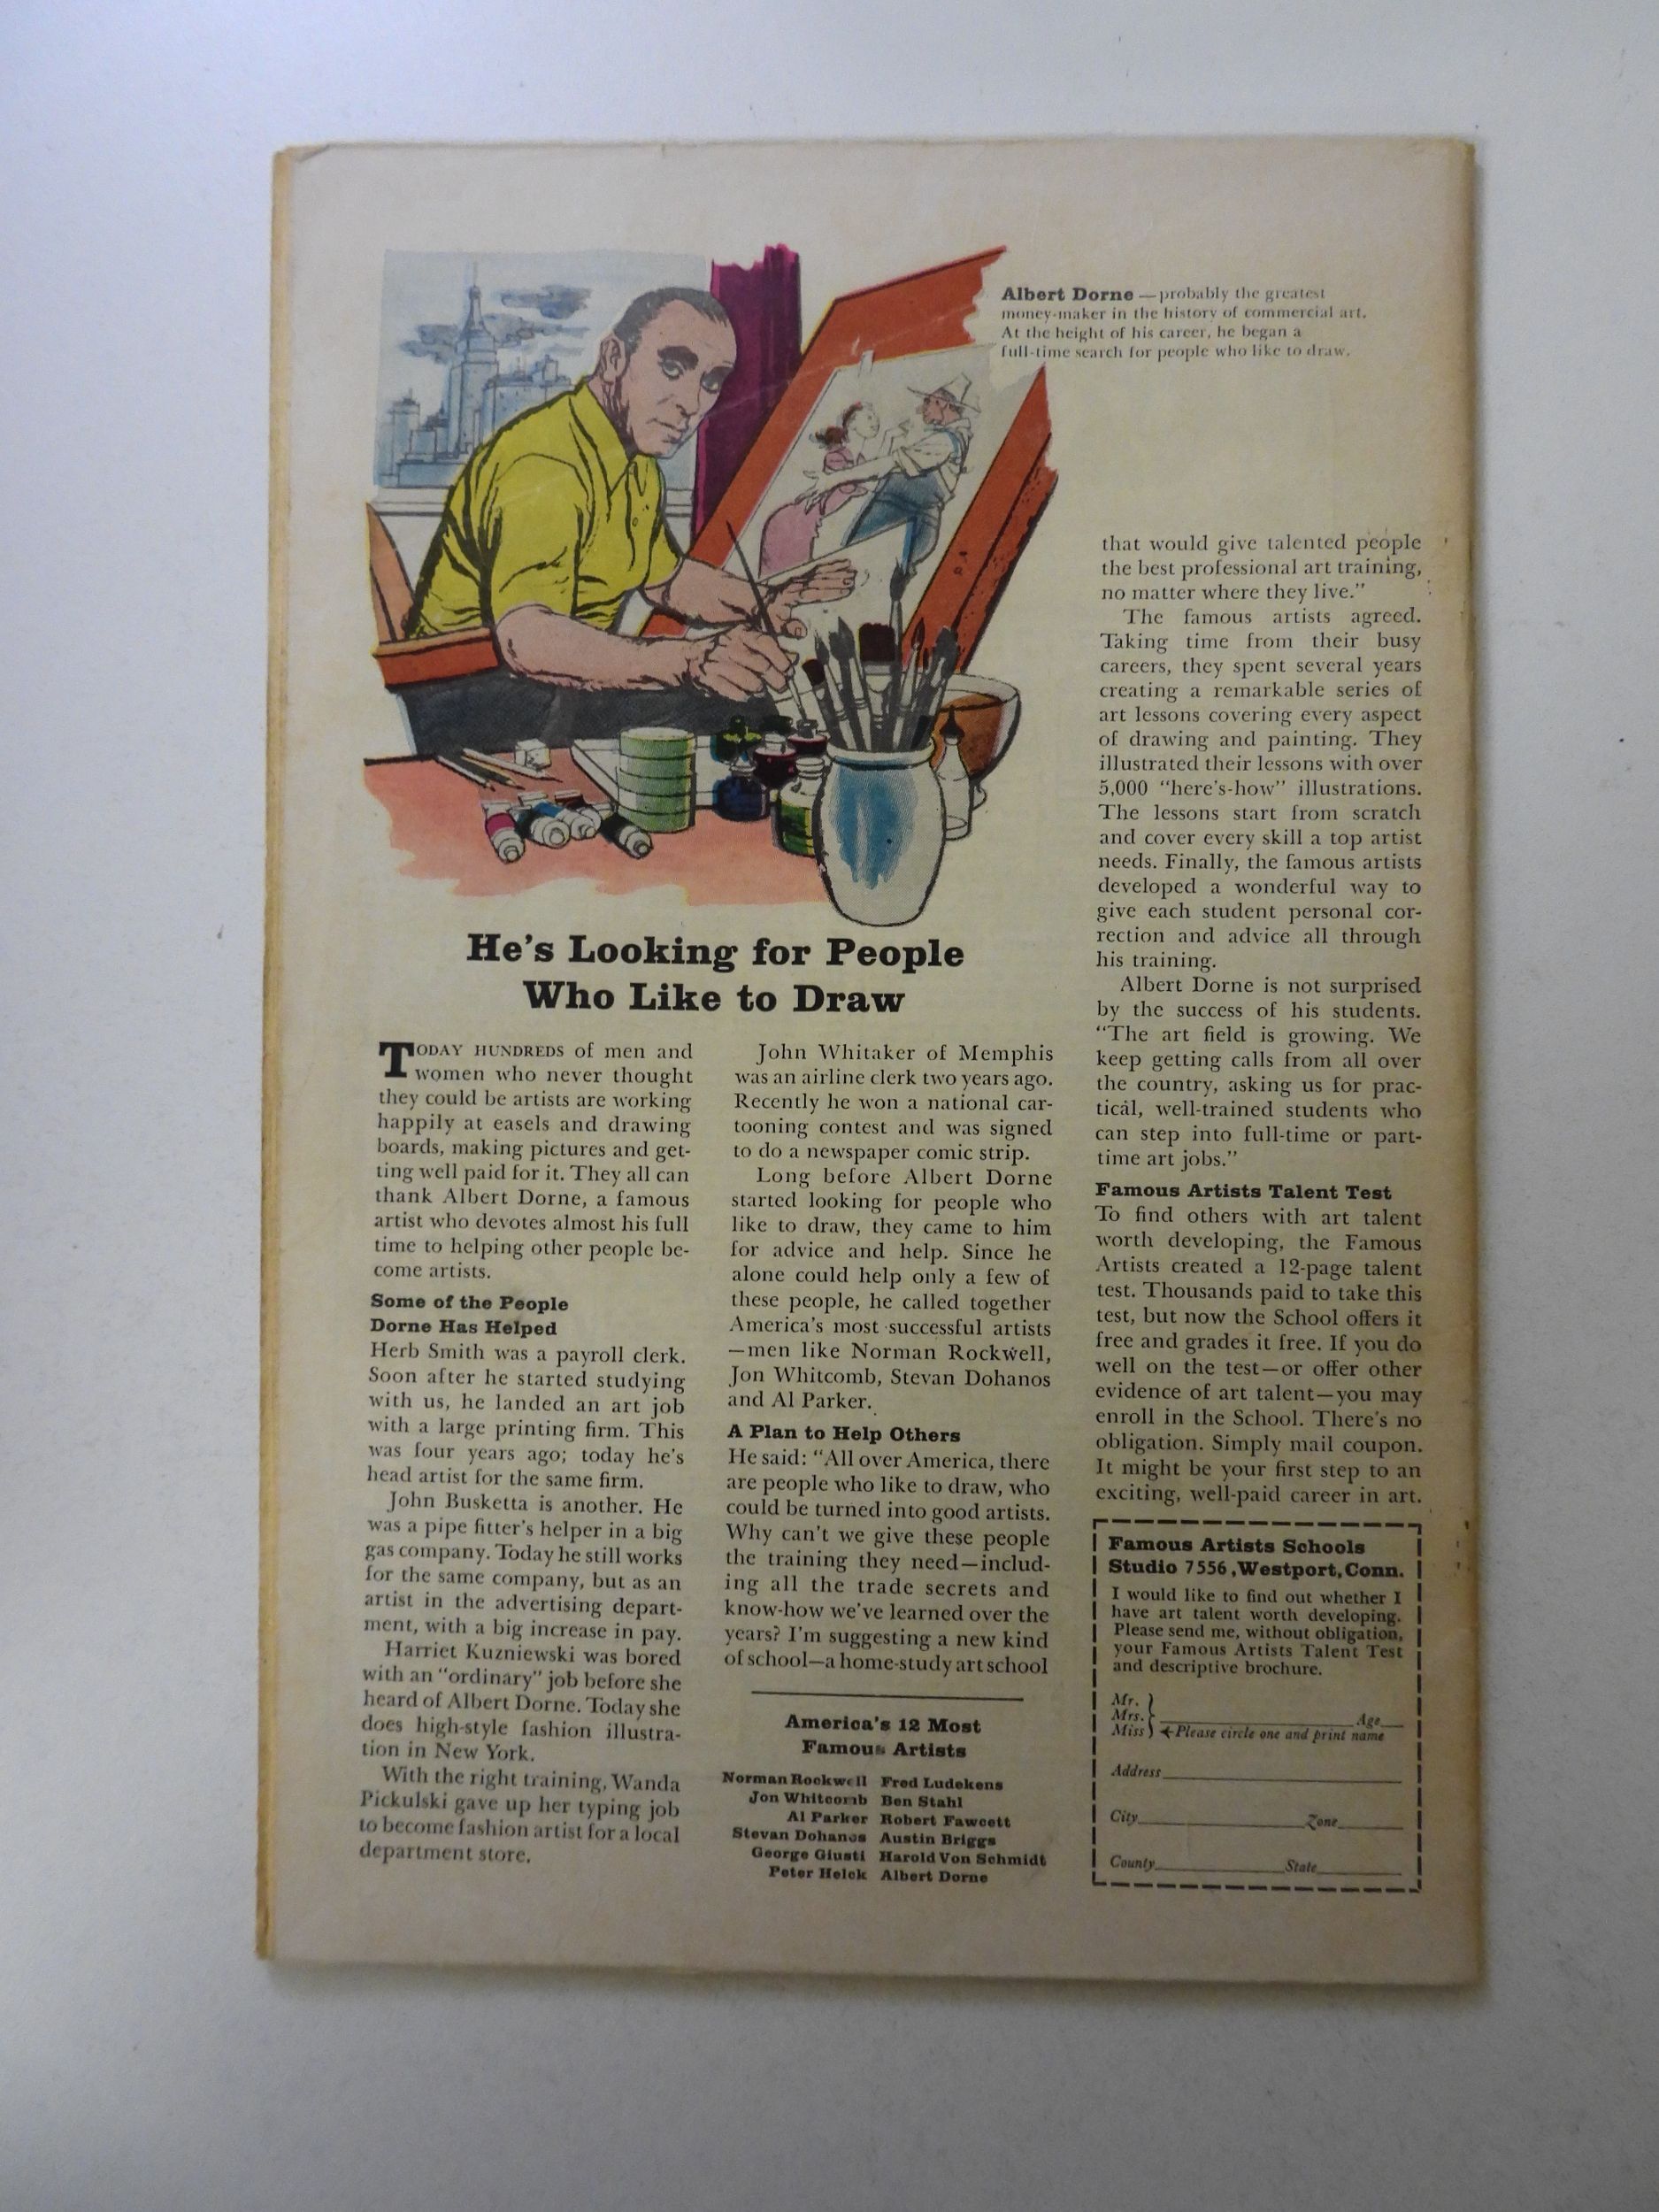 Albert Dorne — probably the greatest
money-maker in the history of commercial art.
At the height of his career, he began a
full-time search for people who like to draw.
He's Looking for People
Who Like to Draw
TODAY HUNDREDS of men and
women who never thought
they could be artists are working
happily at easels and drawing
boards, making pictures and get-
ting well paid for it. They all can
thank Albert Dorne, a famous
artist who devotes almost his full
time to helping other people be-
come artists.
Some of the People
Dorne Has Helped
Herb Smith was a payroll clerk.
Soon after he started studying
with us, he landed an art job
with a large printing firm. This
was four years ago; today he's
head artist for the same firm.
John Busketta is another. He
was a pipe fitter's helper in a big
gas company. Today he still works
for the same company, but as an
artist in the advertising depart-
ment, with a big increase in pay.
Harriet Kuzniewski was bored
with an "ordinary" job before she
heard of Albert Dorne. Today she
does high-style fashion illustra-
tion in New York.
With the right training, Wanda
Pickulski gave up her typing job
to become fashion artist for a local
department store.
John Whitaker of Memphis
was an airline clerk two years ago.
Recently he won a national car-
tooning contest and was signed
to do a newspaper comic strip.
Long before Albert Dorne
started looking for people who
like to draw, they came to him
for advice and help. Since he
alone could help only a few of
these people, he called together
America's most successful artists
—men like Norman Rockwell,
Jon Whitcomb, Stevan Dohanos
and Al Parker.
A Plan to Help Others
He said: "All over America, there
are people who like to draw, who
could be turned into good artists.
Why can't we give these people
the training they need—includ-
ing all the trade secrets and
know-how we've learned over the
years? I'm suggesting a new kind
of school—a home-study art school
America's 12 Most
Famous Artists
Norman Rockwell Fred Ludekens
Jon Whitcomb Ben Stahl
Al Parker Robert Fawcett
Stevan Dohanos Austin Briggs
George Giusti Harold Von Schmidt
Peter Helck Albert Dorne
that would give talented people
the best professional art training,
no matter where they live."
The famous artists agreed.
Taking time from their busy
careers, they spent several years
creating a remarkable series of
art lessons covering every aspect
of drawing and painting. They
illustrated their lessons with over
5,000 "here's-how" illustrations.
The lessons start from scratch
and cover every skill a top artist
needs. Finally, the famous artists
developed a wonderful way to
give each student personal cor-
rection and advice all through
his training.
Albert Dorne is not surprised
by the success of his students.
"The art field is growing. We
keep getting calls from all over
the country, asking us for prac-
tical, well-trained students who
can step into full-time or part-
time art jobs."
Famous Artists Talent Test
To find others with art talent
worth developing, the Famous
Artists created a 12-page talent
test. Thousands paid to take this
test, but now the School offers it
free and grades it free. If you do
well on the test—or offer other
evidence of art talent—you may
enroll in the School. There's no
obligation. Simply mail coupon.
It might be your first step to an
exciting, well-paid career in art.
Famous Artists Schools
Studio 7556, Westport, Conn.
I would like to find out whether I
have art talent worth developing.
Please send me, without obligation,
your Famous Artists Talent Test
and descriptive brochure.
Mr.
Mrs. Age
Miss ←Please circle one and print name
Address
City Zone
County State